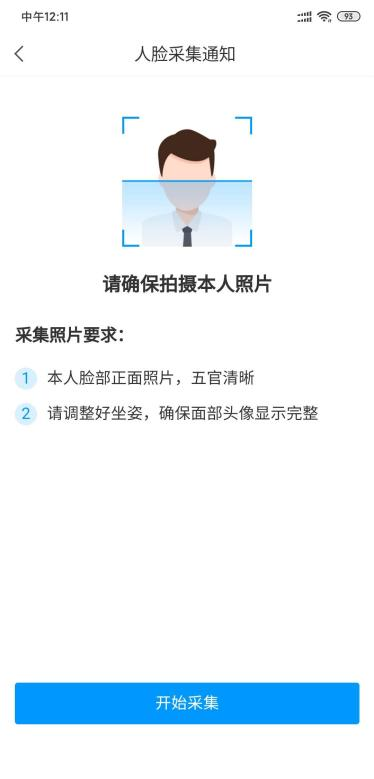 中午12:11
93
人脸采集通知
请确保拍摄本人照片
采集照片要求：
1 本人脸部正面照片，五官清晰
2 请调整好坐姿，确保面部头像显示完整
开始采集